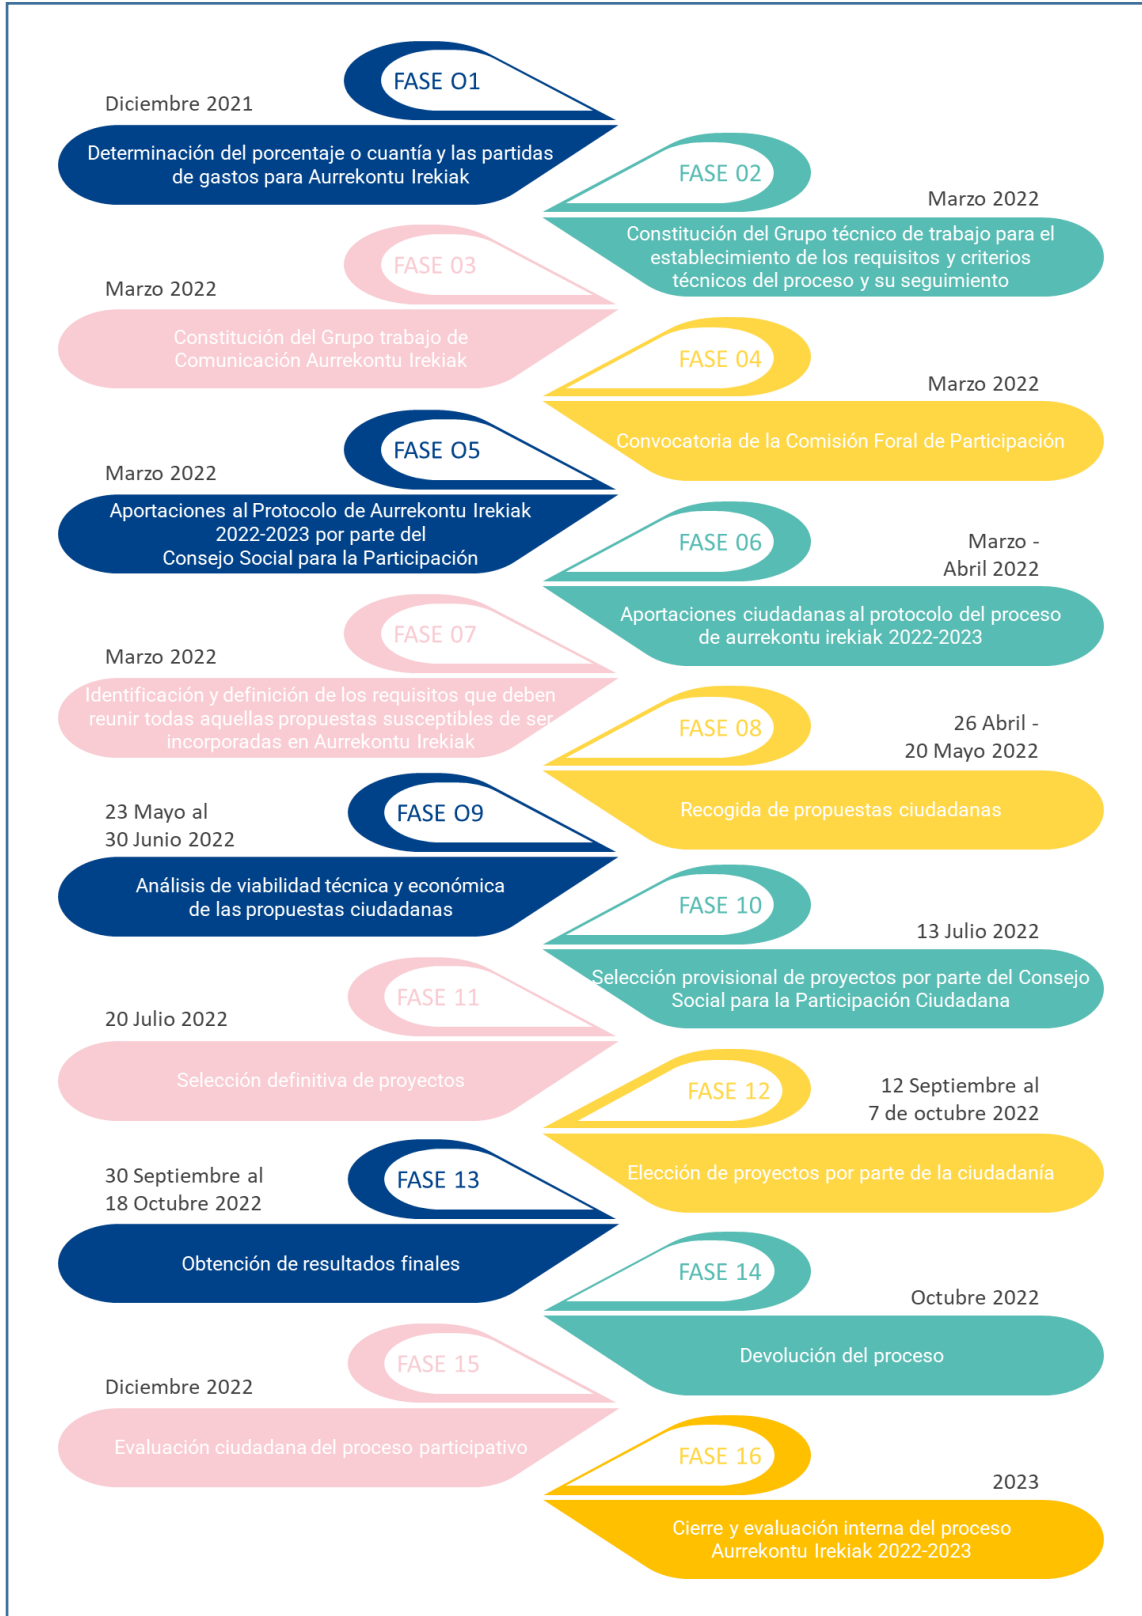 FASE O1
Diciembre 2021
Determinación del porcentaje o cuantía y las partidas
de gastos para Aurrekontu Irekiak
FASE 02
Marzo 2022
Constitución del Grupo técnico de trabajo para el
establecimiento de los requisitos y criterios
técnicos del proceso y su seguimiento
FASE 03
Marzo 2022
Constitución del Grupo trabajo de
Comunicación Aurrekontu Irekiak
FASE 04
Marzo 2022
Convocatoria de la Comisión Foral de Participación
FASE O5
Marzo 2022
Aportaciones al Protocolo de Aurrekontu Irekiak
2022-2023 por parte del
Consejo Social para la Participación
FASE 06
Marzo -
Abril 2022
Aportaciones ciudadanas al protocolo del proceso
de aurrekontu irekiak 2022-2023
FASE 07
Marzo 2022
Identificación y definición de los requisitos que deben
reunir todas aquellas propuestas susceptibles de ser
incorporadas en Aurrekontu Irekiak
FASE 08
26 Abril -
20 Mayo 2022
Recogida de propuestas ciudadanas
FASE O9
23 Mayo al
30 Junio 2022
Análisis de viabilidad técnica y económica
de las propuestas ciudadanas
FASE 10
13 Julio 2022
Selección provisional de proyectos por parte del Consejo
Social para la Participación Ciudadana
FASE 11
20 Julio 2022
Selección definitiva de proyectos
FASE 12
12 Septiembre al
7 de octubre 2022
Elección de proyectos por parte de la ciudadanía
FASE 13
30 Septiembre al
18 Octubre 2022
Obtención de resultados finales
FASE 14
Octubre 2022
Devolución del proceso
FASE 15
Diciembre 2022
Evaluación ciudadana del proceso participativo
FASE 16
2023
Cierre y evaluación interna del proceso
Aurrekontu Irekiak 2022-2023